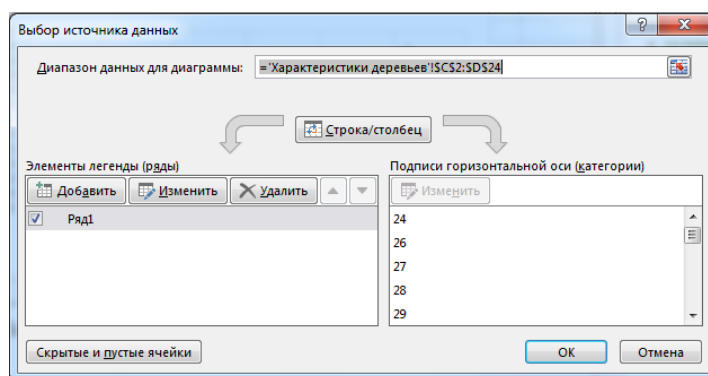 Выбор источника данных
Диапазон данных для диаграммы: ='Характеристики деревьев'!$C$2:$D$24
Строка/столбец
Элементы легенды (ряды)
Добавить Изменить Удалить
Ряд1
Подписи горизонтальной оси (категории)
Изменить
24
26
27
28
29
Скрытые и пустые ячейки
ОК Отмена